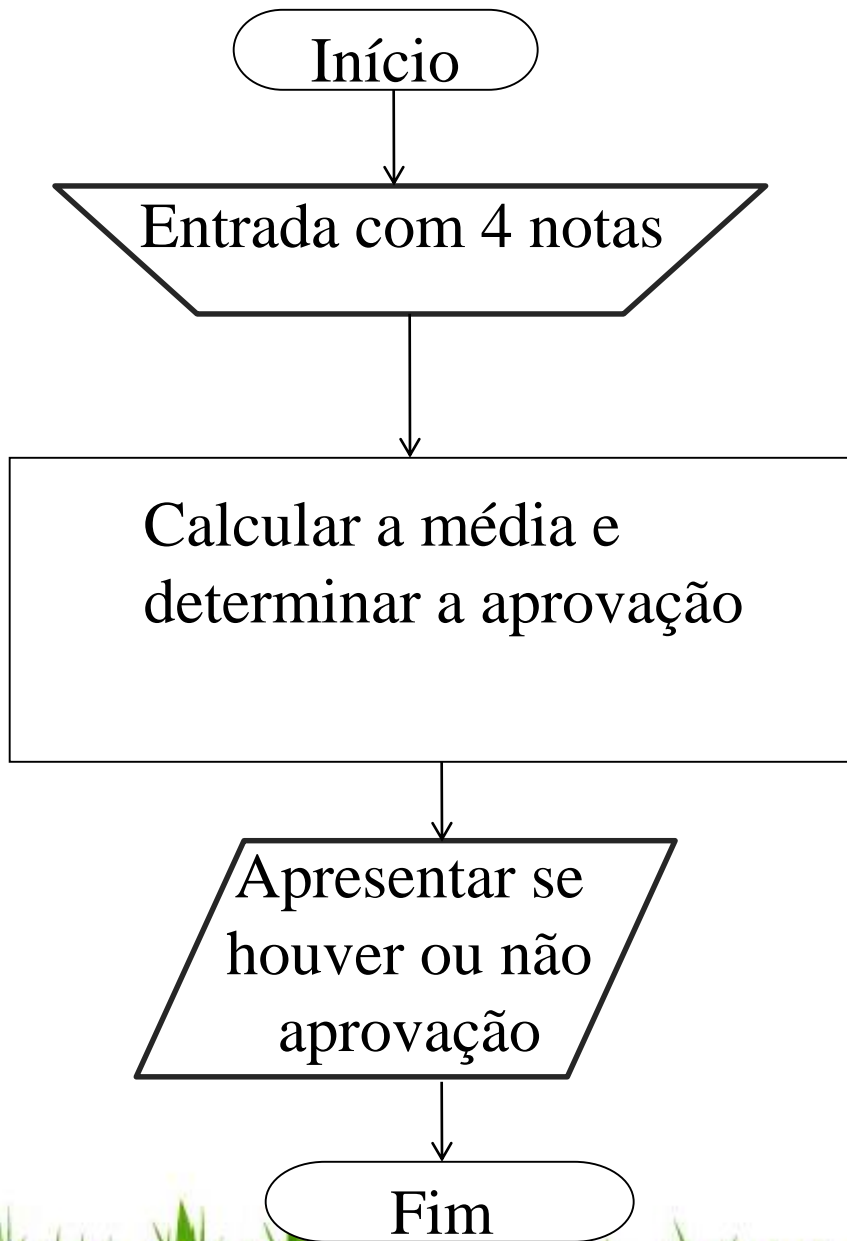 Início
Entrada com 4 notas
Calcular a média e
determinar a aprovação
Apresentar se
houver ou não
aprovação
Fim